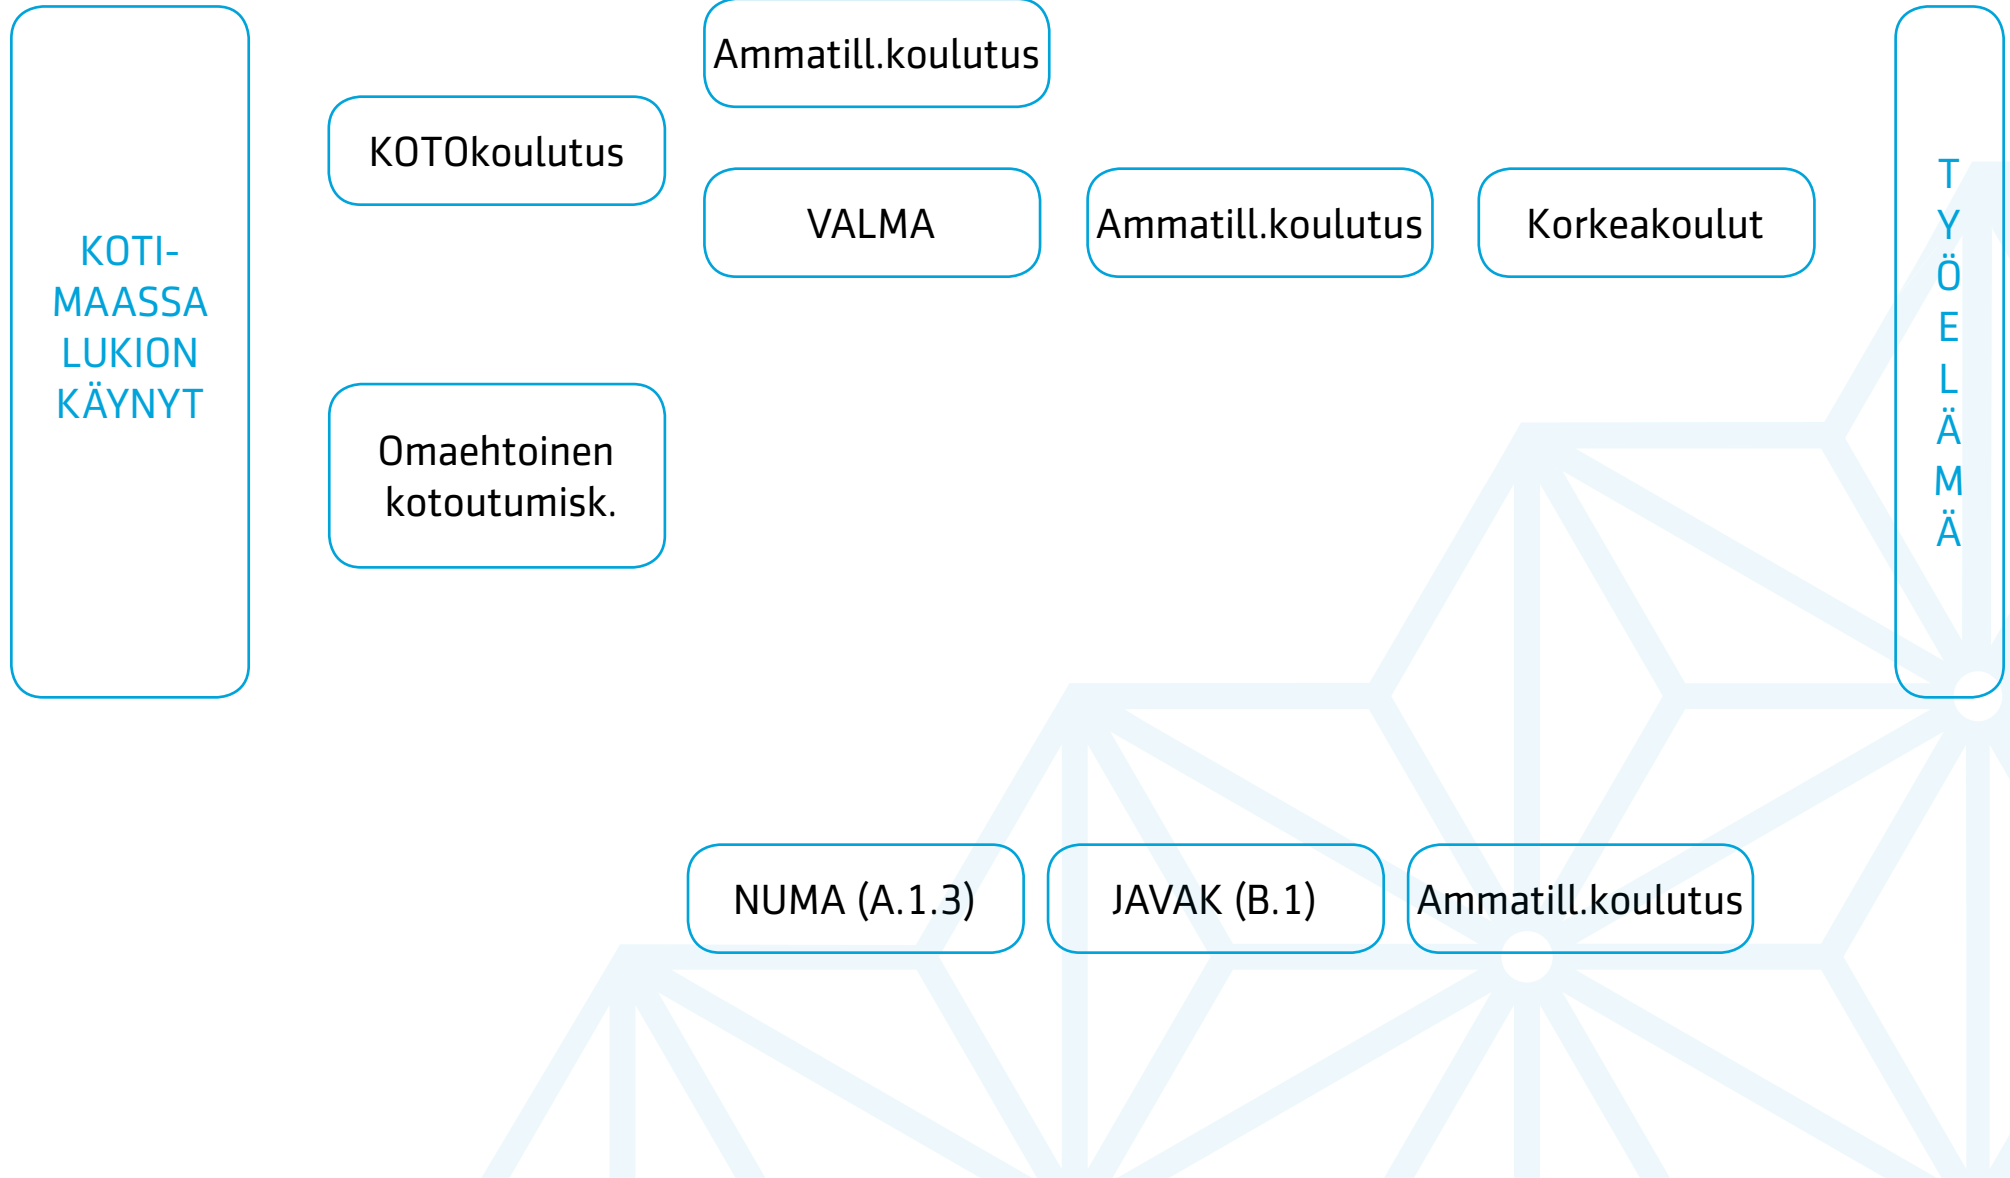 KOTI-
MAASSA
LUKION
KÄYNYT
KOTOkoulutus
Omaehtoinen
kotoutumisk.
Ammatill.koulutus
VALMA
Ammatill.koulutus
Korkeakoulut
NUMA (A.1.3)
JAVAK (B.1)
Ammatill.koulutus
T
Y
Ö
E
L
Ä
M
Ä